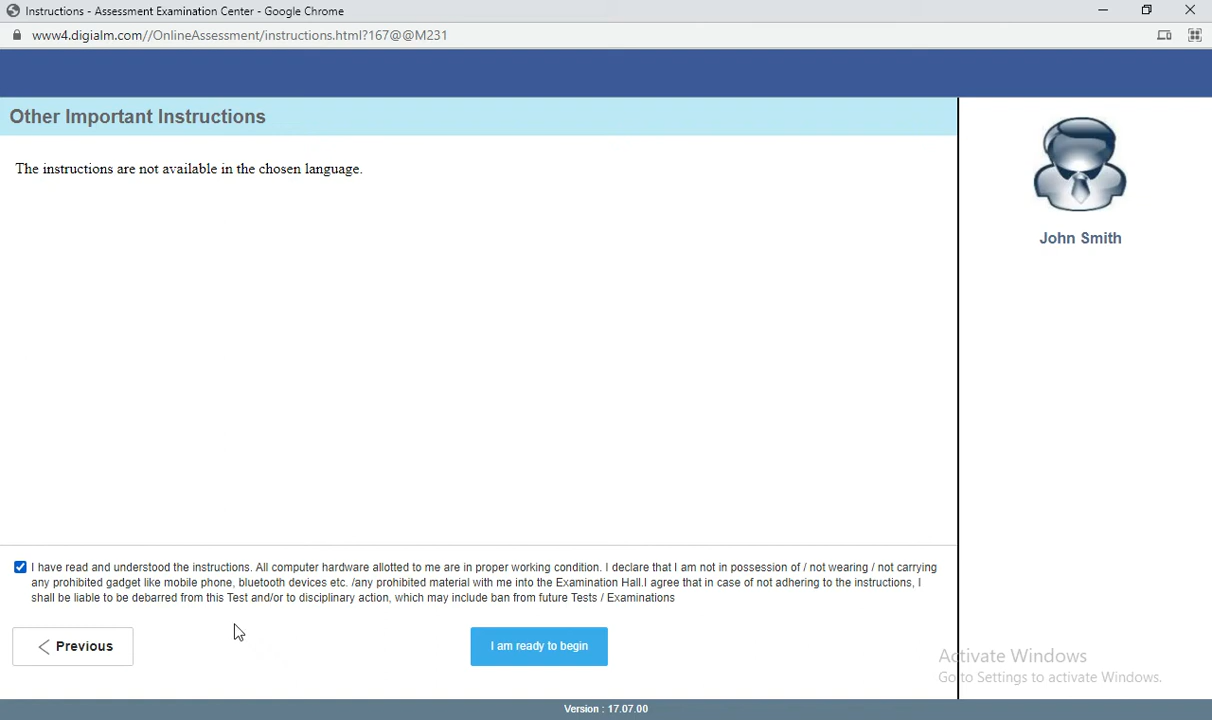 Instructions - Assessment Examination Center - Google Chrome
www4.digialm.com//OnlineAssessment/instructions.html?167@@M231
Other Important Instructions
The instructions are not available in the chosen language.
John Smith
I have read and understood the instructions. All computer hardware allotted to me are in proper working condition. I declare that I am not in possession of / not wearing / not carrying
any prohibited gadget like mobile phone, bluetooth devices etc. /any prohibited material with me into the Examination Hall.I agree that in case of not adhering to the instructions, I
shall be liable to be debarred from this Test and/or to disciplinary action, which may include ban from future Tests / Examinations
Previous
I am ready to begin
Activate Windows
Go to Settings to activate Windows.
Version : 17.07.00